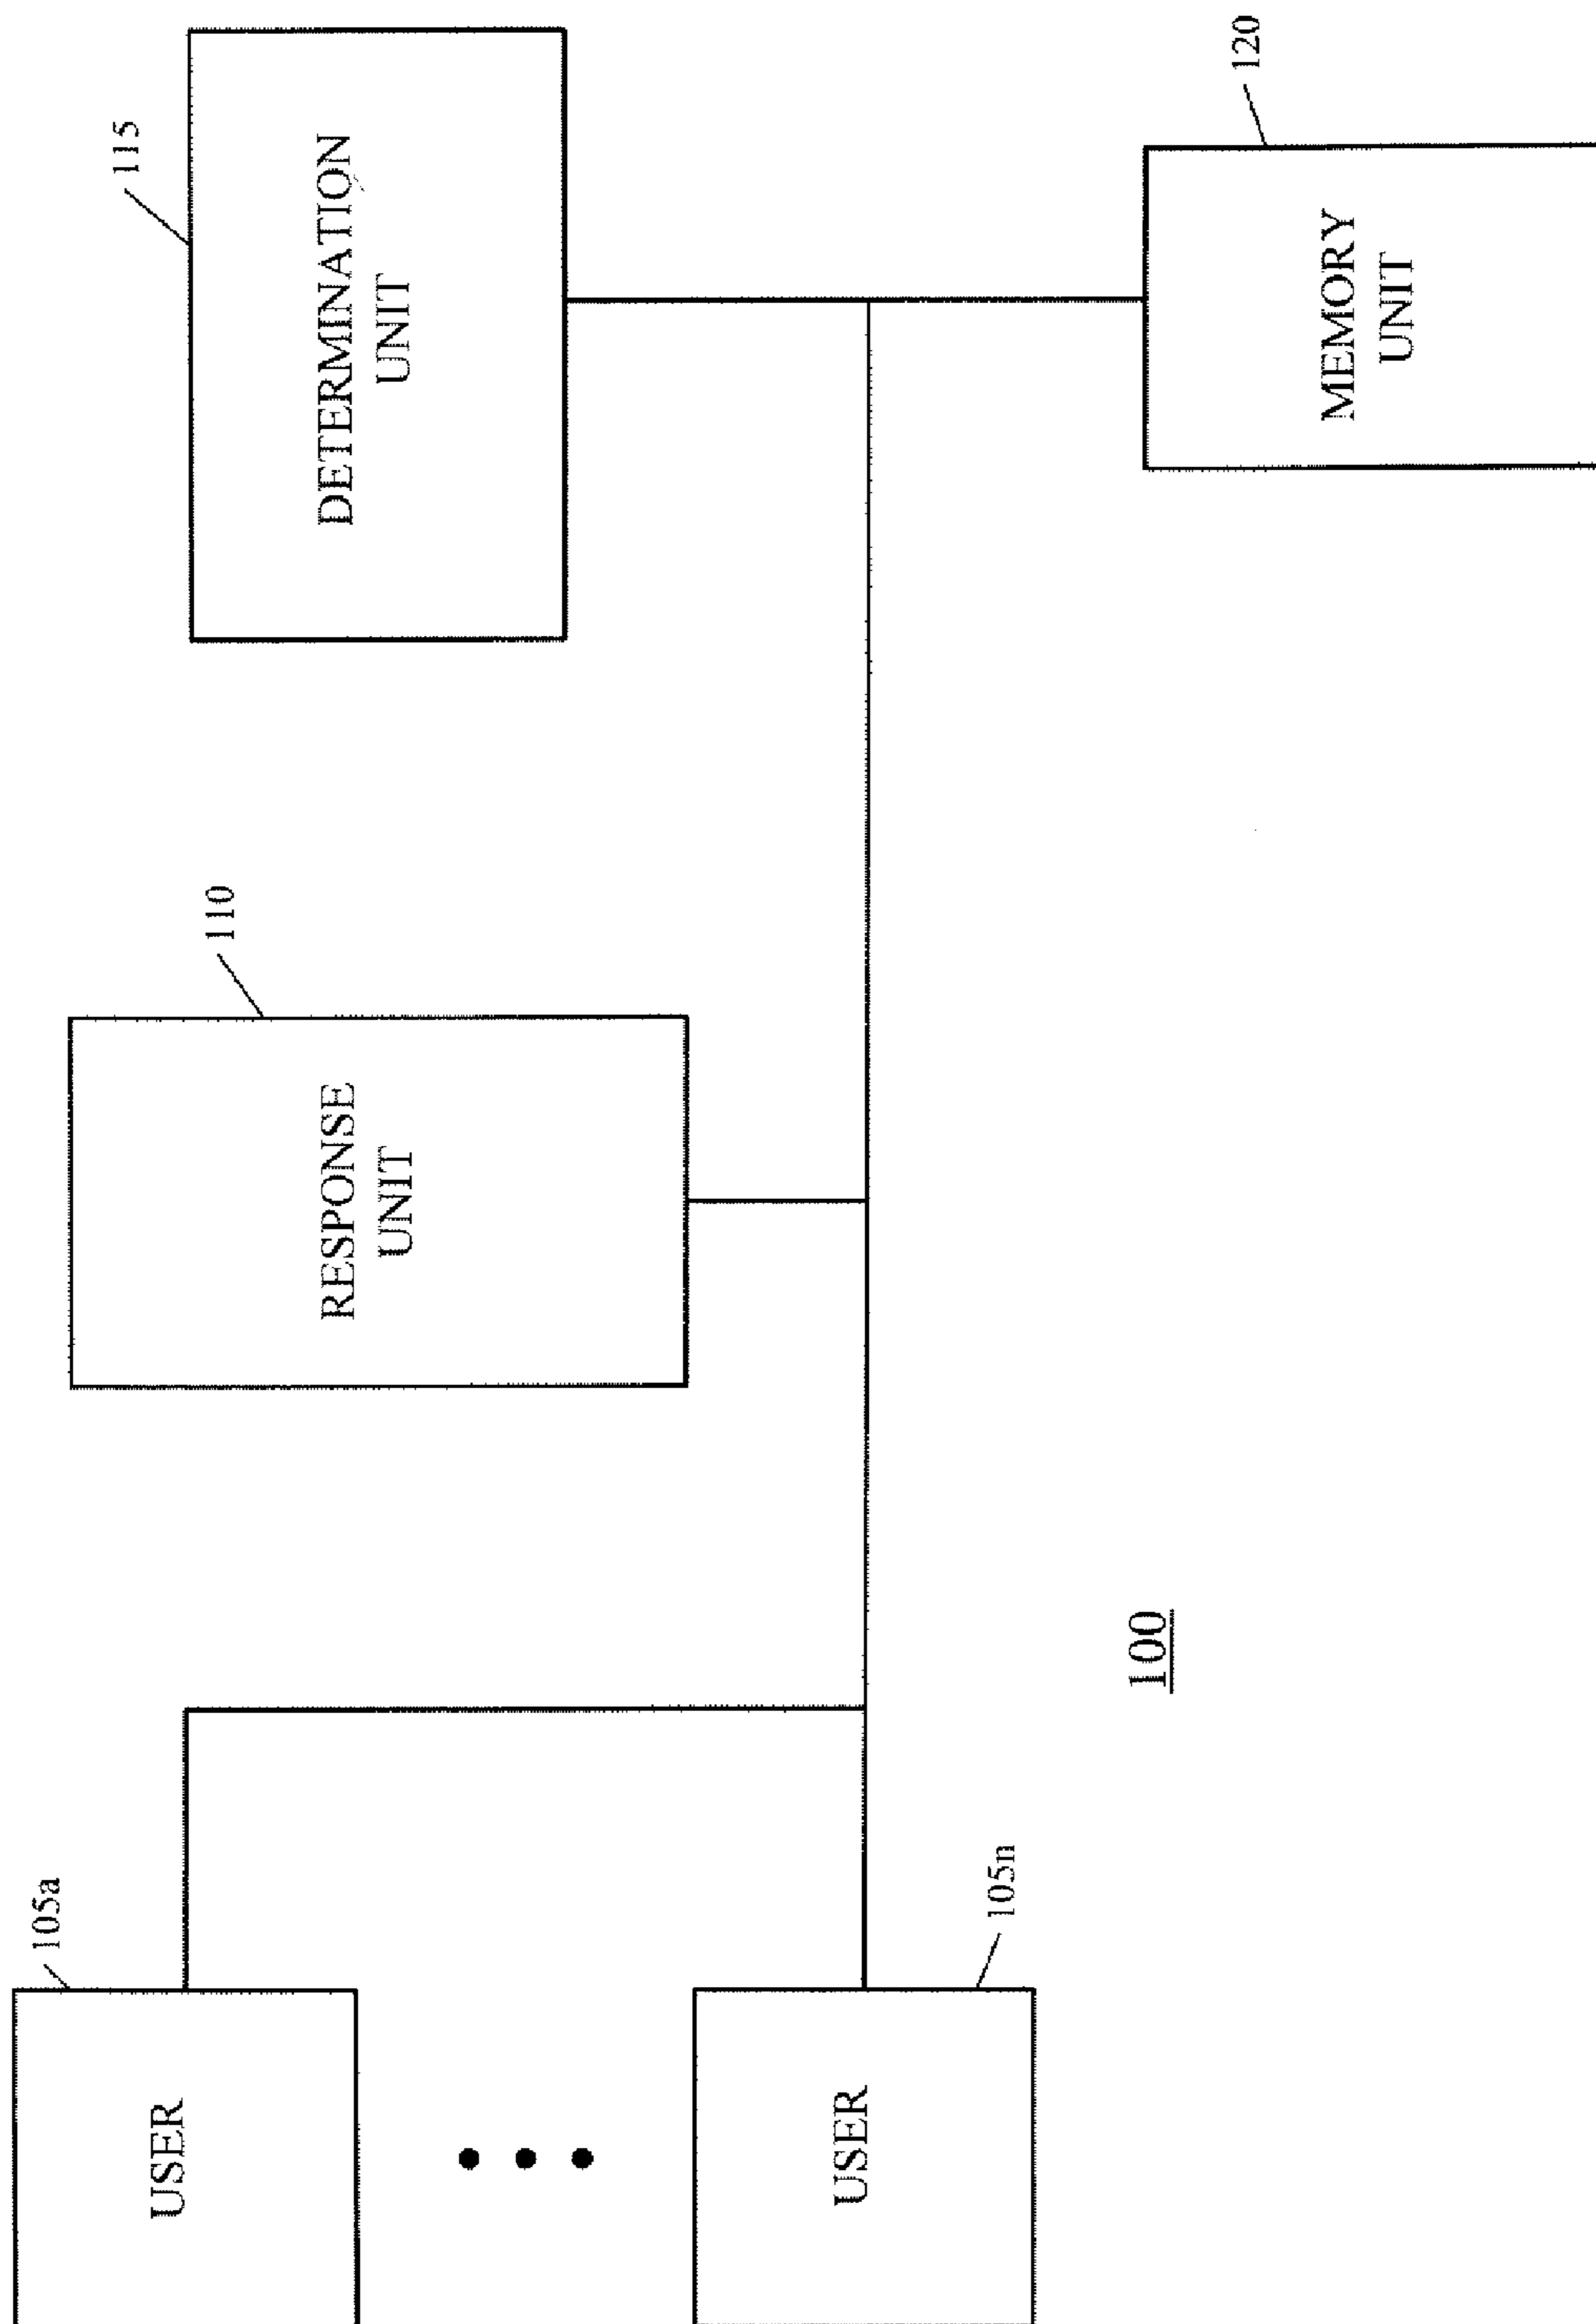 105a
USER
USER
105n
110
RESPONSE
UNIT
115
DETERMINATION
UNIT
120
MEMORY
UNIT
100